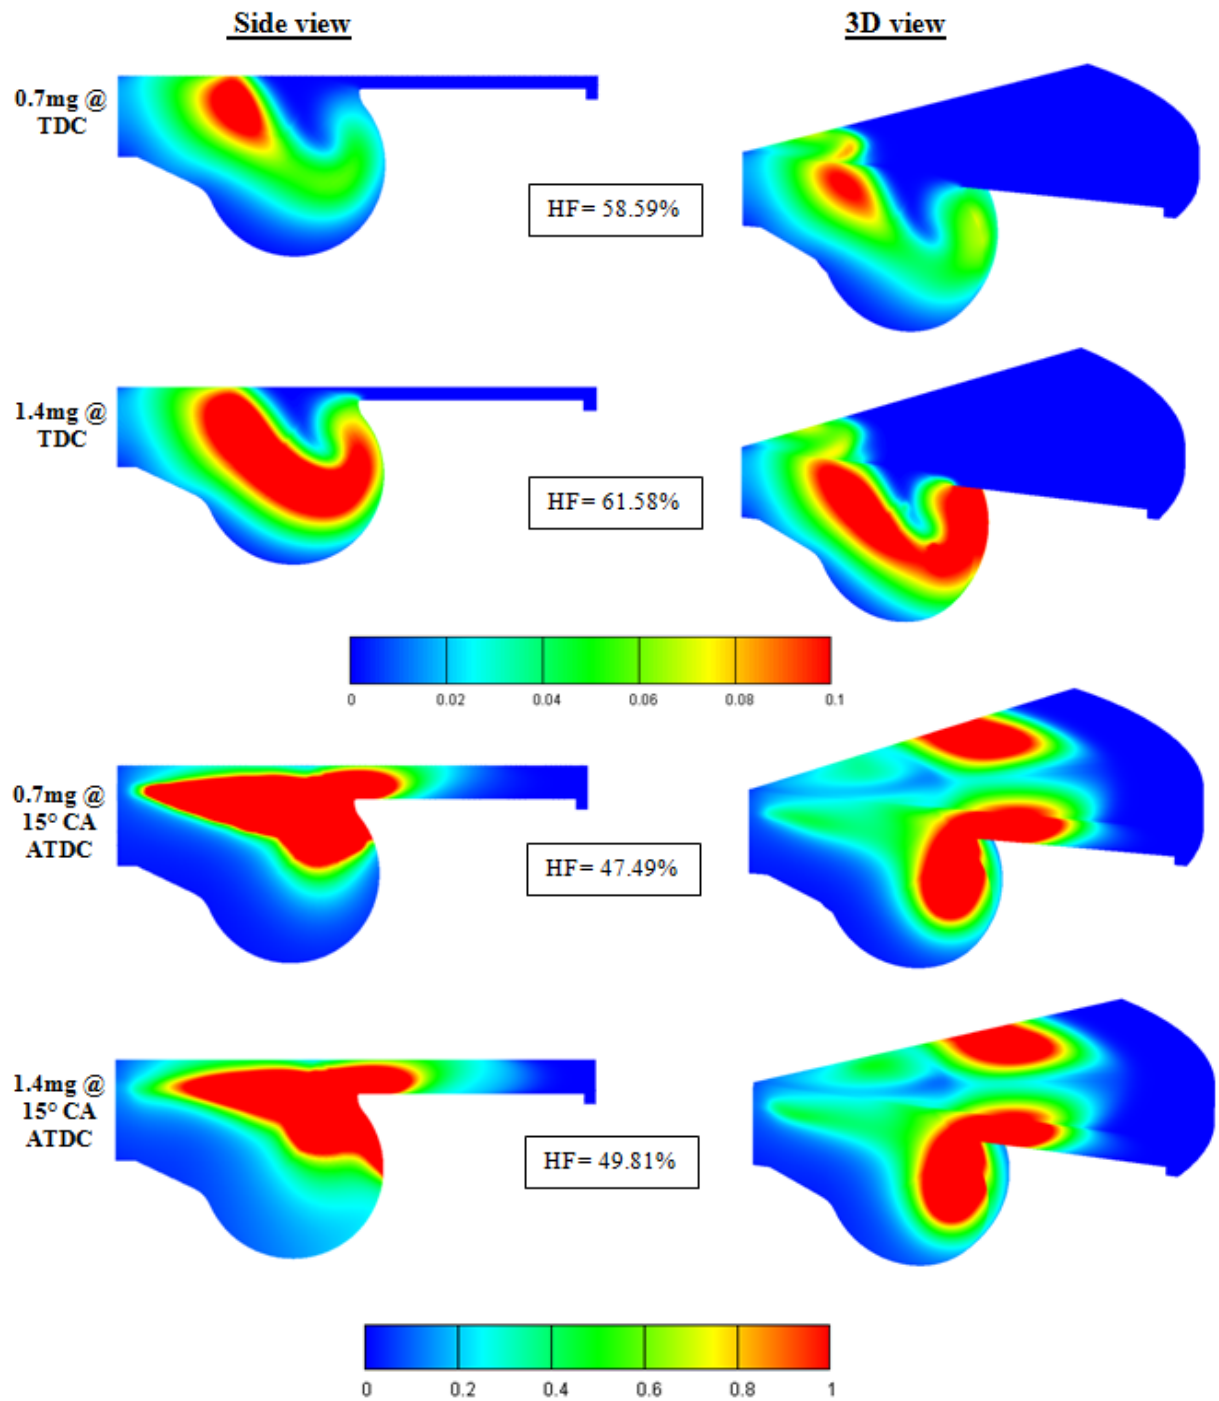 Side view
3D view
0.7mg @
TDC
HF= 58.59%
1.4mg @
TDC
HF= 61.58%
0
0.02
0.04
0.06
0.08
0.1
0.7mg @
15° CA
ATDC
HF= 47.49%
1.4mg @
15° CA
ATDC
HF= 49.81%
0
0.2
0.4
0.6
0.8
1